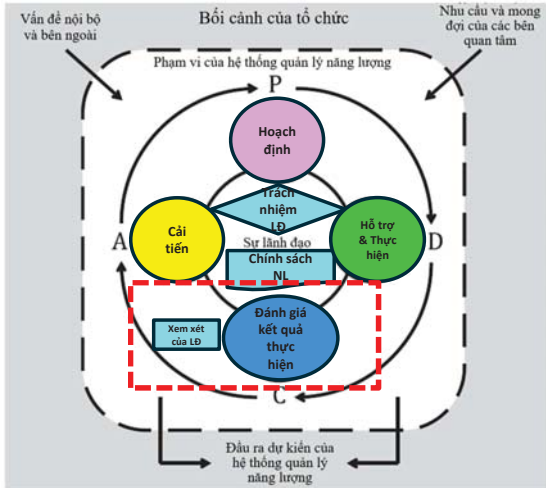 Vấn đề nội bộ
và bên ngoài
Bối cảnh của tổ chức
Nhu cầu và mong
đợi của các bên
quan tâm
Phạm vi của hệ thống quản lý năng lượng
P
Hoạch
định
Trách
nhiệm
LĐ
A
Cải
tiến
Sự lãnh đạo
Chính sách
NL
Hỗ trợ
& Thực
hiện
D
Xem xét
của LĐ
Đánh giá
kết quả
thực
hiện
C
Đầu ra dự kiến của
hệ thống quản lý
năng lượng